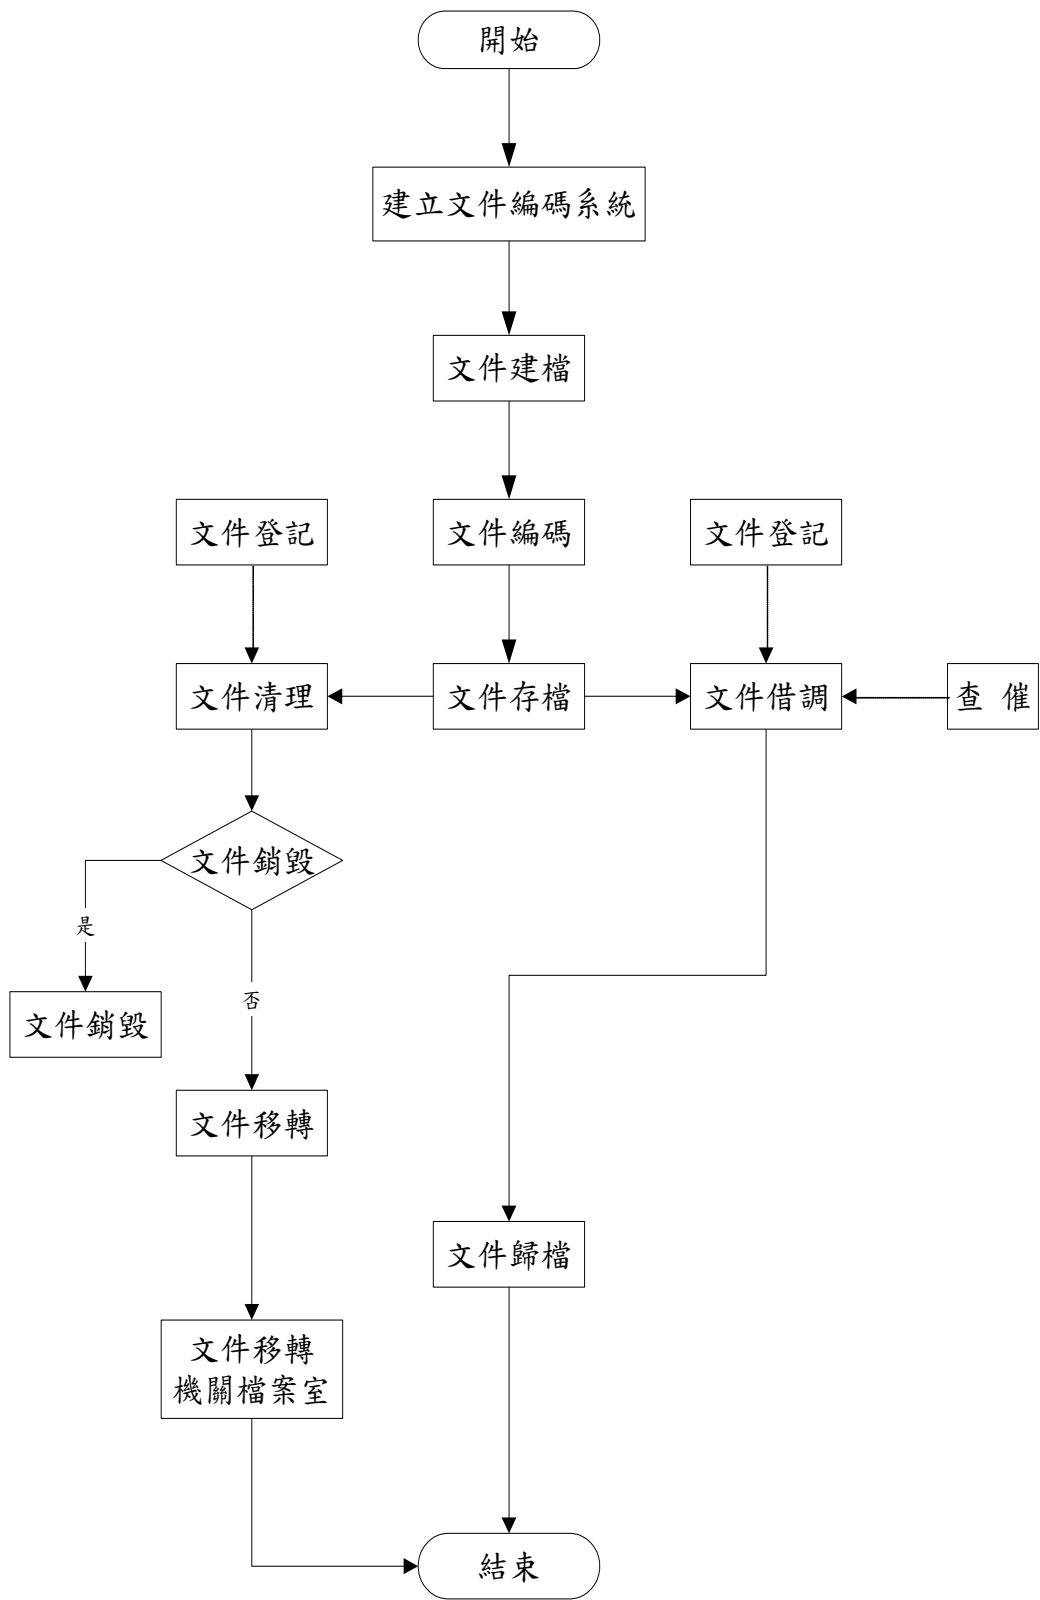 開始
建立文件編碼系統
文件建檔
文件登記
文件編碼
文件登記
文件清理
文件存檔
文件借調
查 催
文件銷毀
是
否
文件銷毀
文件移轉
文件歸檔
文件移轉
機關檔案室
結束